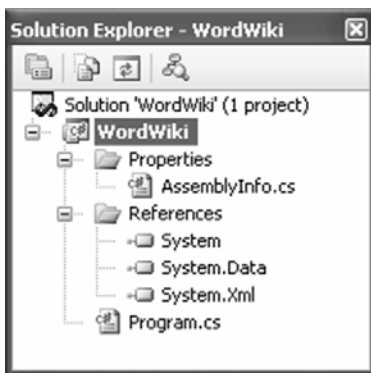 Solution Explorer - WordWiki
Solution 'WordWiki' (1 project)
WordWiki
Properties
AssemblyInfo.cs
References
System
System.Data
System.Xml
Program.cs